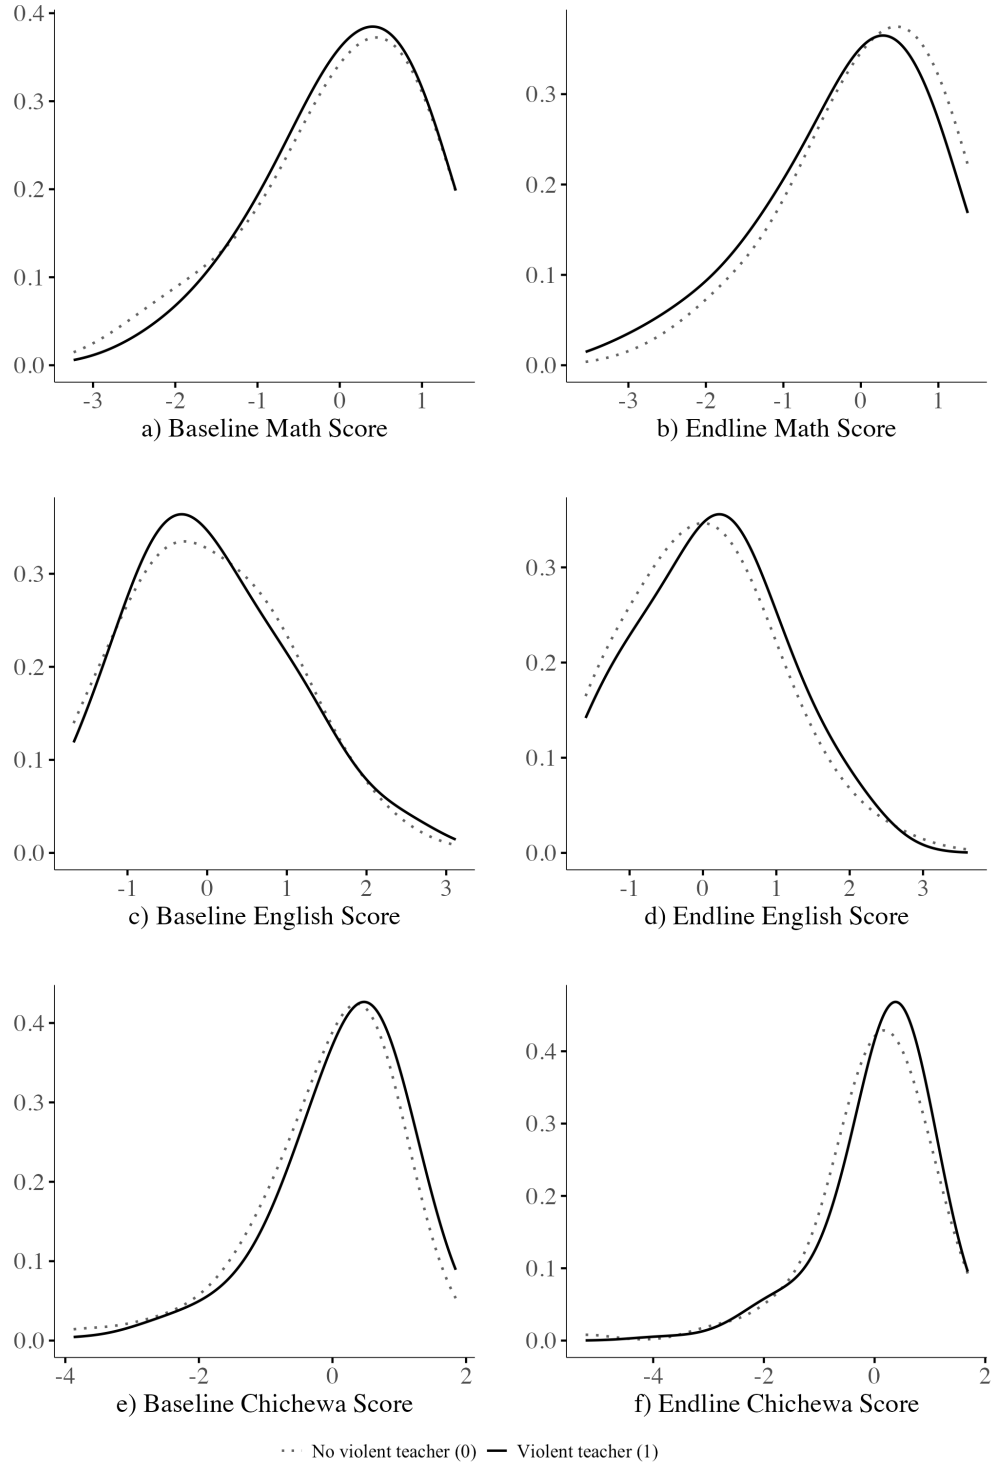 0.4
0.3
0.2
0.1
0.0
-3 -2 -1 0 1
a) Baseline Math Score
0.3
0.2
0.1
0.0
-3 -2 -1 0 1
b) Endline Math Score
0.3
0.2
0.1
0.0
-1 0 1 2 3
c) Baseline English Score
0.3
0.2
0.1
0.0
-1 0 1 2 3
d) Endline English Score
0.4
0.3
0.2
0.1
0.0
-4 -2 0 2
e) Baseline Chichewa Score
0.4
0.3
0.2
0.1
0.0
-4 -2 0 2
f) Endline Chichewa Score
No violent teacher (0) Violent teacher (1)